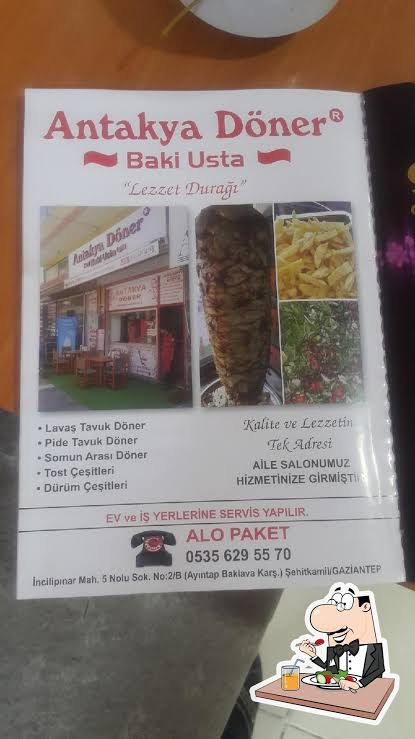 Antakya Döner®
Baki Usta
"Lezzet Durağı"
Antakya Döner®
ANTAKYA
DÖNER
• Lavaş Tavuk Döner
• Pide Tavuk Döner
• Somun Arası Döner
• Tost Çeşitleri
• Dürüm Çeşitleri
Kalite ve Lezzetin
Tek Adresi
AİLE SALONUMUZ
HİZMETİNİZE GİRMİŞTİ
EV ve İŞ YERLERİNE SERVİS YAPILIR.
ALO PAKET
0535 629 55 70
İncilipınar Mah. 5 Nolu Sok. No:2/B (Ayıntap Baklava Karş.) Şehitkamil/GAZİANTEP